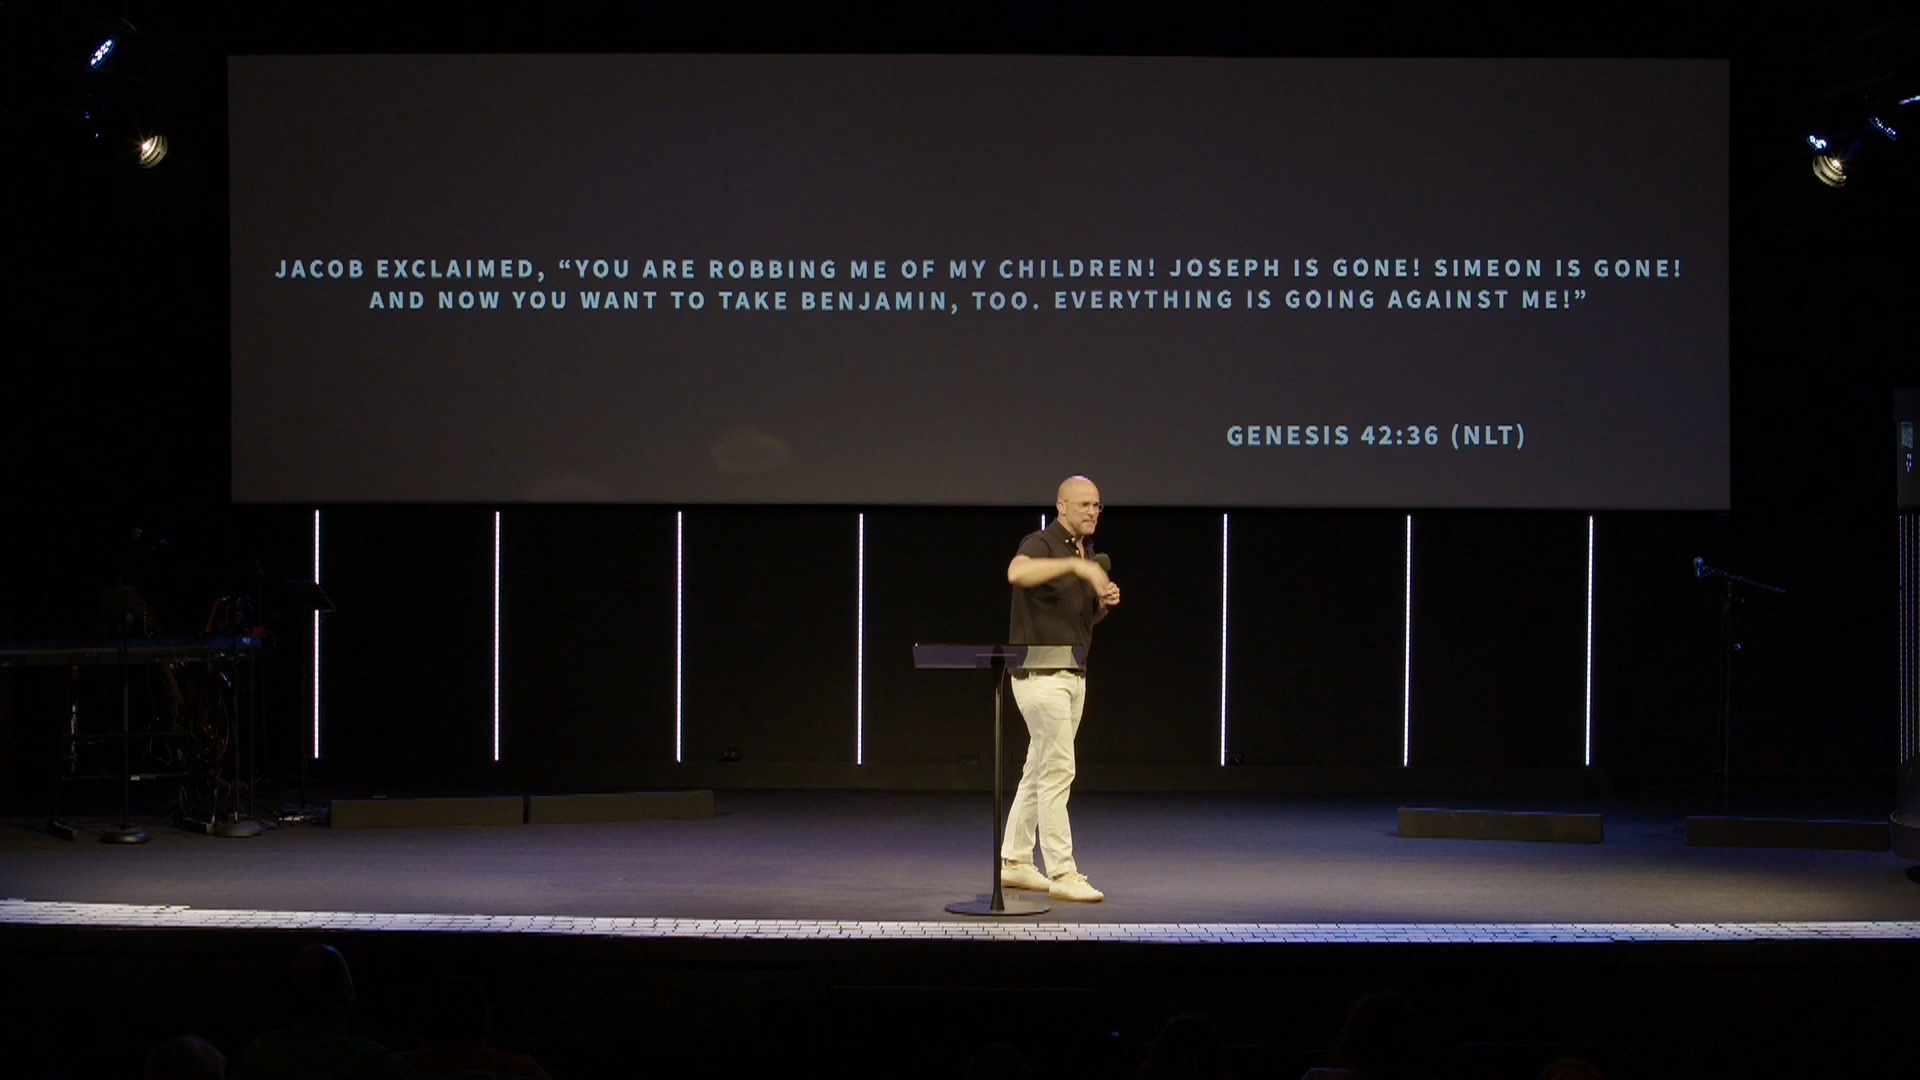 JACOB EXCLAIMED, “YOU ARE ROBBING ME OF MY CHILDREN! JOSEPH IS GONE! SIMEON IS GONE!
AND NOW YOU WANT TO TAKE BENJAMIN, TOO. EVERYTHING IS GOING AGAINST ME!”
GENESIS 42:36 (NLT)